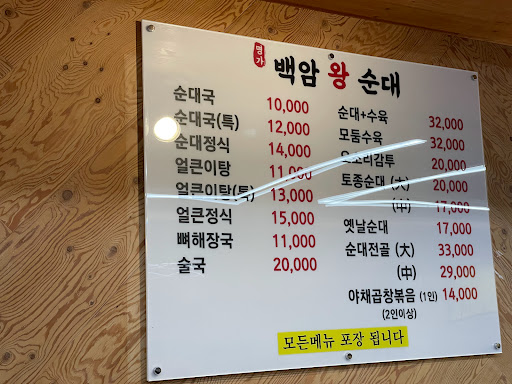 명가
백암 왕 순대
순대국 10,000
순대국(특) 12,000
순대정식 14,000
얼큰이탕 11,000
얼큰이탕(특) 13,000
얼큰정식 15,000
뼈해장국 11,000
술국 20,000
순대+수육 32,000
모둠수육 32,000
오소리감투 20,000
토종순대 (大) 20,000
(中) 17,000
옛날순대 17,000
순대전골 (大) 33,000
(中) 29,000
야채곱창볶음 (1인) 14,000
(2인이상)
모든메뉴 포장 됩니다